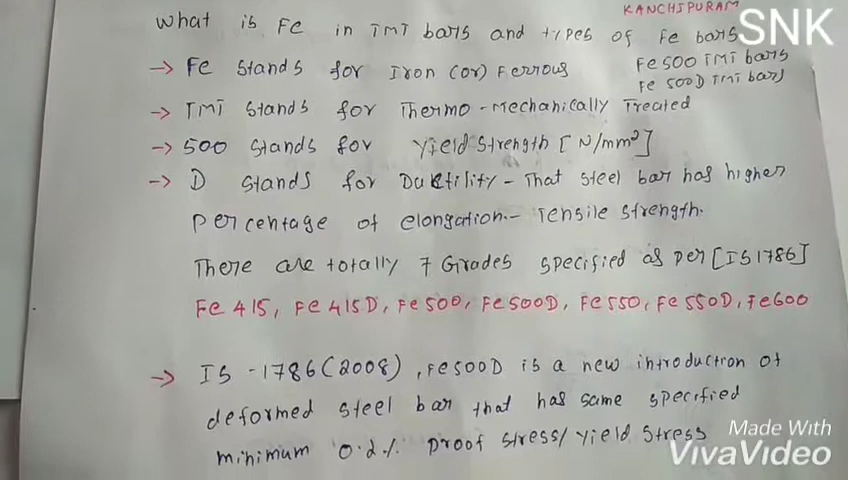 KANCHIPURAM
SNK
What is Fe in TMT bars and types of Fe bars
Fe 500 TMT bars
Fe 500D TMT bars
→ Fe stands for Iron (or) Ferrous
→ TMT stands for Thermo-Mechanically Treated
→ 500 stands for Yield Strength [N/mm²]
→ D stands for Ductility - That steel bar has higher
percentage of elongation - Tensile strength.
There are totally 7 Grades specified as per [IS 1786]
Fe 415, Fe 415D, Fe 500, Fe 500D, Fe 550, Fe 550D, Fe 600
→ IS -1786(2008), Fe 500D is a new introduction of
deformed steel bar that has same specified
minimum 0.2% proof stress/yield stress
Made With
VivaVideo